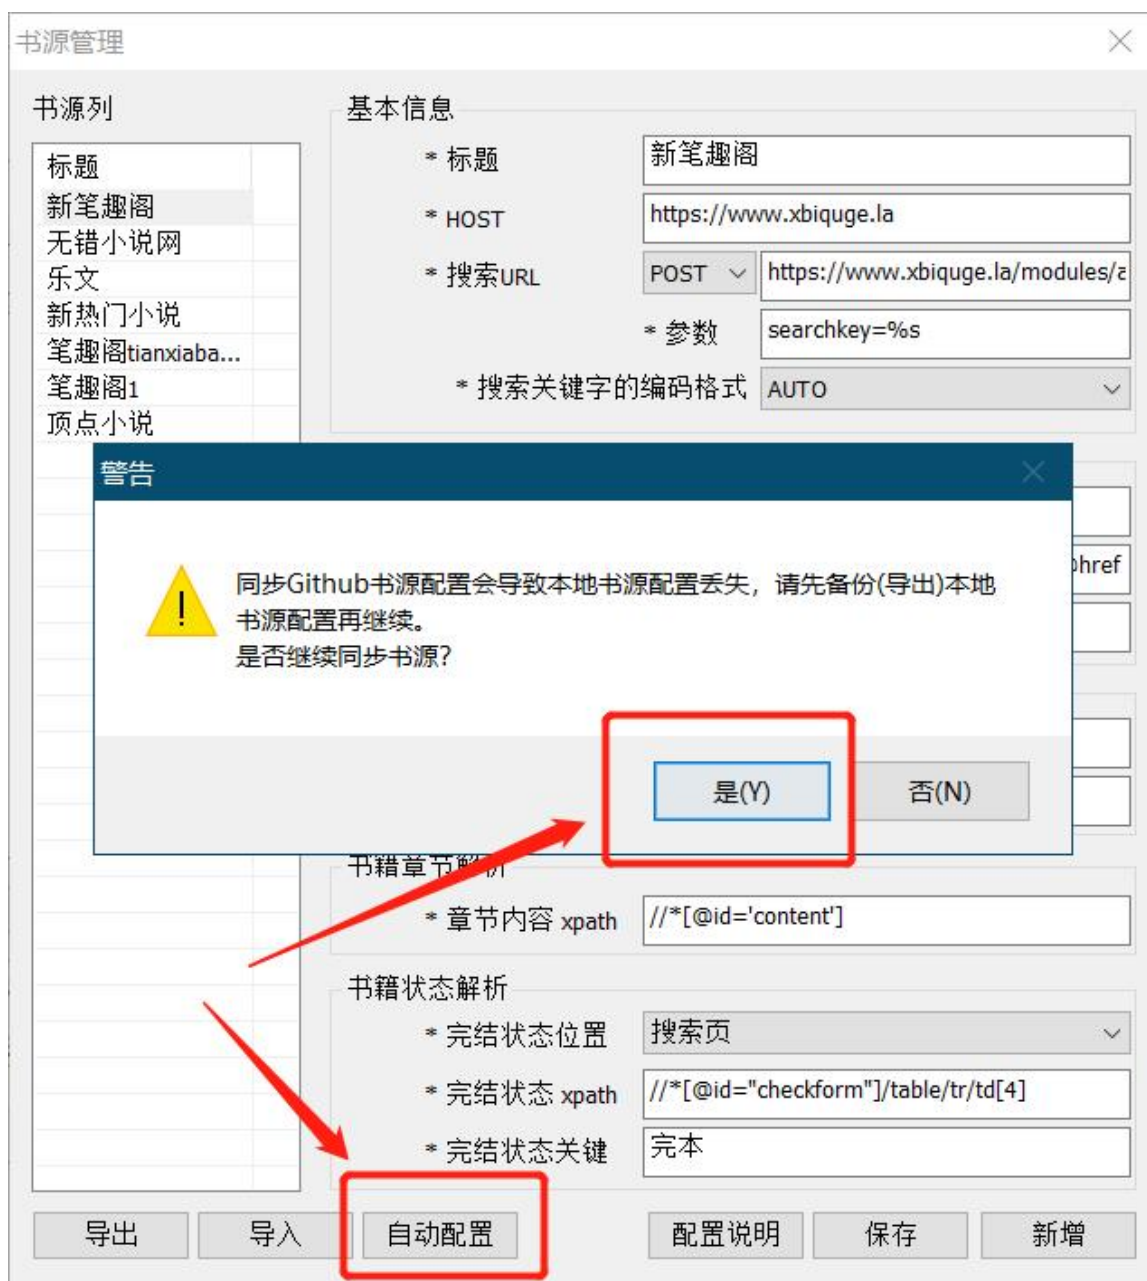 书源管理
书源列
标题
新笔趣阁
无错小说网
乐文
新热门小说
笔趣阁tianxiaba...
笔趣阁1
顶点小说
基本信息
* 标题
新笔趣阁
* HOST
https://www.xbiquge.la
* 搜索URL
POST
https://www.xbiquge.la/modules/a
* 参数
searchkey=%s
* 搜索关键字的编码格式
AUTO
警告
同步Github书源配置会导致本地书源配置丢失，请先备份(导出)本地
书源配置再继续。
是否继续同步书源?
是(Y)
否(N)
href
书籍章节解析
* 章节内容 xpath
//*[@id='content']
书籍状态解析
* 完结状态位置
搜索页
* 完结状态 xpath
//*[@id="checkform"]/table/tr/td[4]
* 完结状态关键
完本
导出
导入
自动配置
配置说明
保存
新增